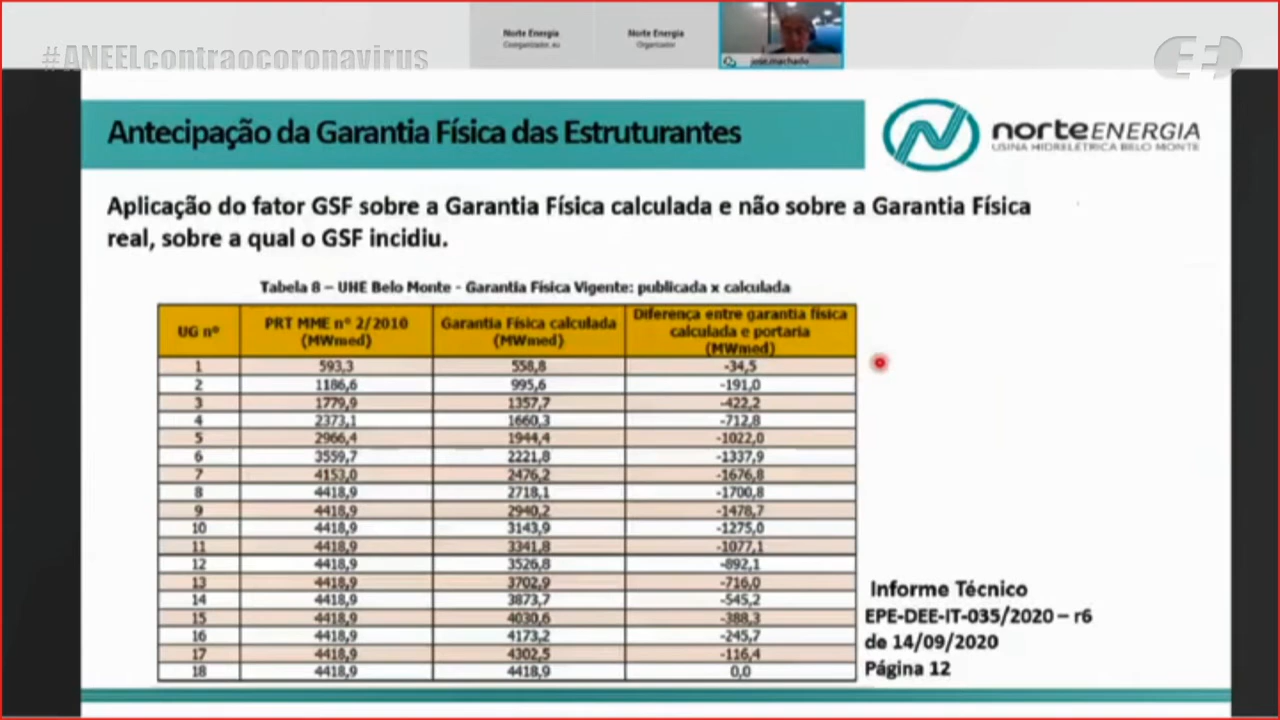 #ANEELcontraocoronavirus
Norte Energia
Norte Energia
Organizador
jose.machado
Antecipação da Garantia Física das Estruturantes
norteENERGIA
USINA HIDRELÉTRICA BELO MONTE
Aplicação do fator GSF sobre a Garantia Física calculada e não sobre a Garantia Física
real, sobre a qual o GSF incidiu.
Tabela 8 – UHE Belo Monte - Garantia Física Vigente: publicada x calculada
UG nº PRT MME nº 2/2010 (MWmed) Garantia Física calculada (MWmed) Diferença entre garantia física calculada e portaria (MWmed)
1 593,3 558,8 -34,5
2 1186,6 995,6 -191,0
3 1779,9 1357,7 -422,2
4 2373,1 1660,3 -712,8
5 2966,4 1944,4 -1022,0
6 3559,7 2221,8 -1337,9
7 4153,0 2476,2 -1676,8
8 4418,9 2718,1 -1700,8
9 4418,9 2940,2 -1478,7
10 4418,9 3143,9 -1275,0
11 4418,9 3341,8 -1077,1
12 4418,9 3526,8 -892,1
13 4418,9 3702,9 -716,0
14 4418,9 3873,7 -545,2
15 4418,9 4030,6 -388,3
16 4418,9 4173,2 -245,7
17 4418,9 4302,5 -116,4
18 4418,9 4418,9 0,0
Informe Técnico
EPE-DEE-IT-035/2020 – r6
de 14/09/2020
Página 12